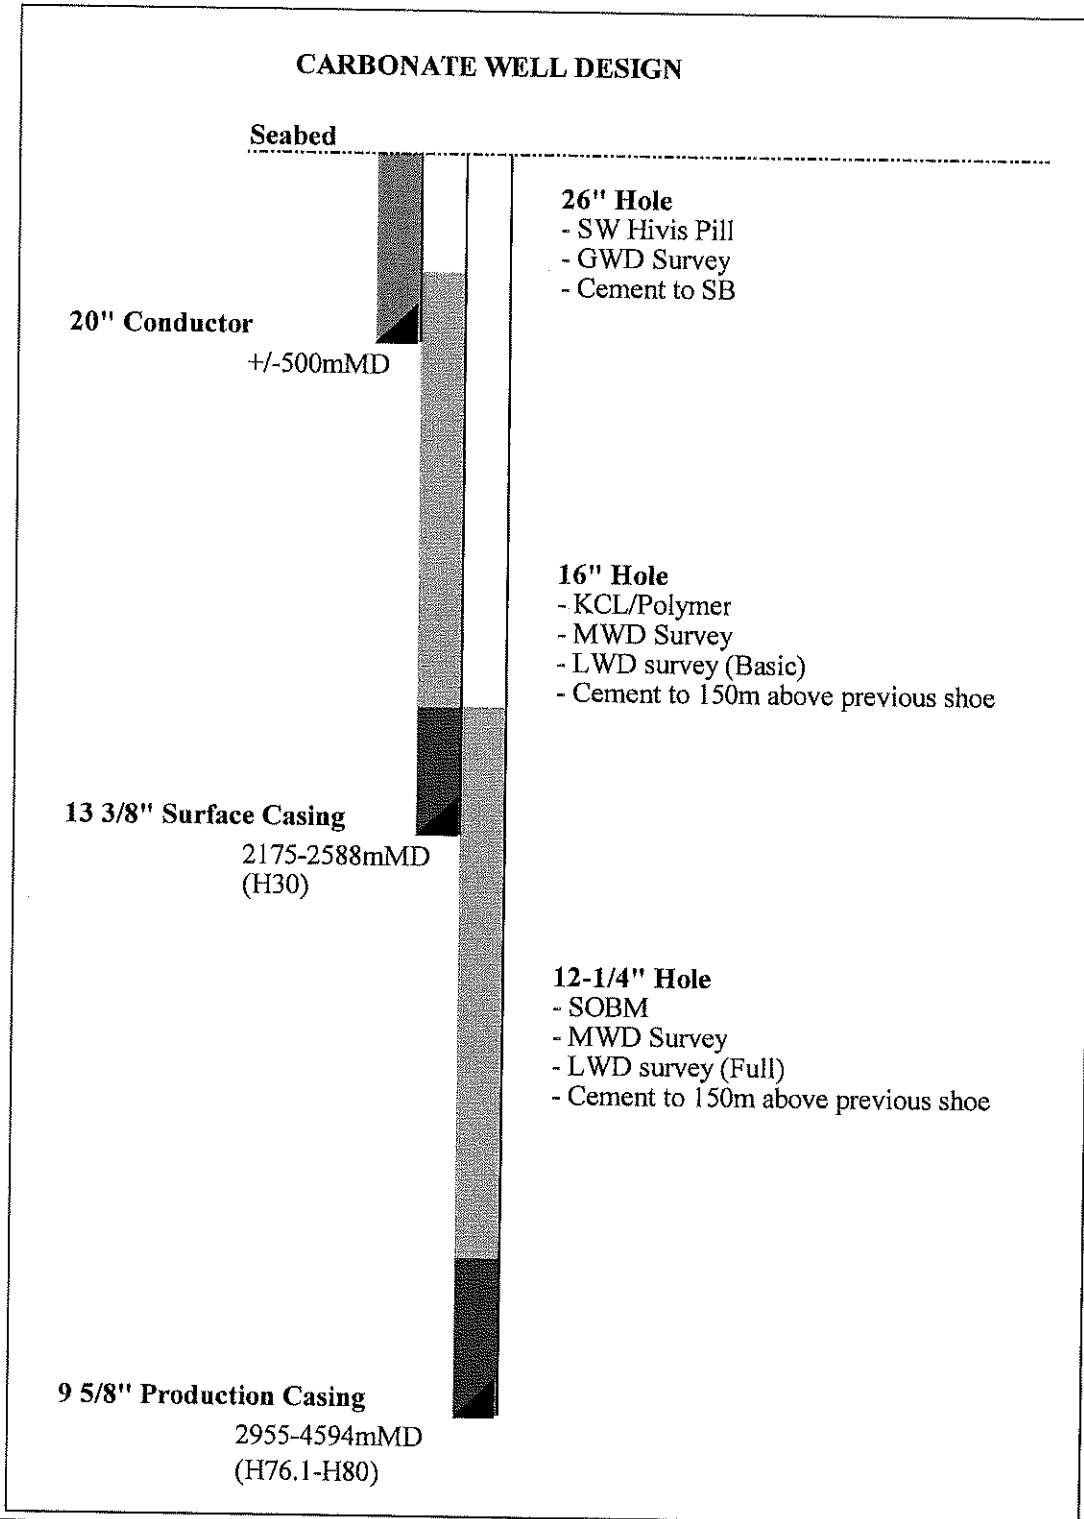 CARBONATE WELL DESIGN
Seabed
26" Hole
- SW Hivis Pill
- GWD Survey
- Cement to SB
20" Conductor
+/-500mMD
16" Hole
- KCL/Polymer
- MWD Survey
- LWD survey (Basic)
- Cement to 150m above previous shoe
13 3/8" Surface Casing
2175-2588mMD
(H30)
12-1/4" Hole
- SOBM
- MWD Survey
- LWD survey (Full)
- Cement to 150m above previous shoe
9 5/8" Production Casing
2955-4594mMD
(H76.1-H80)